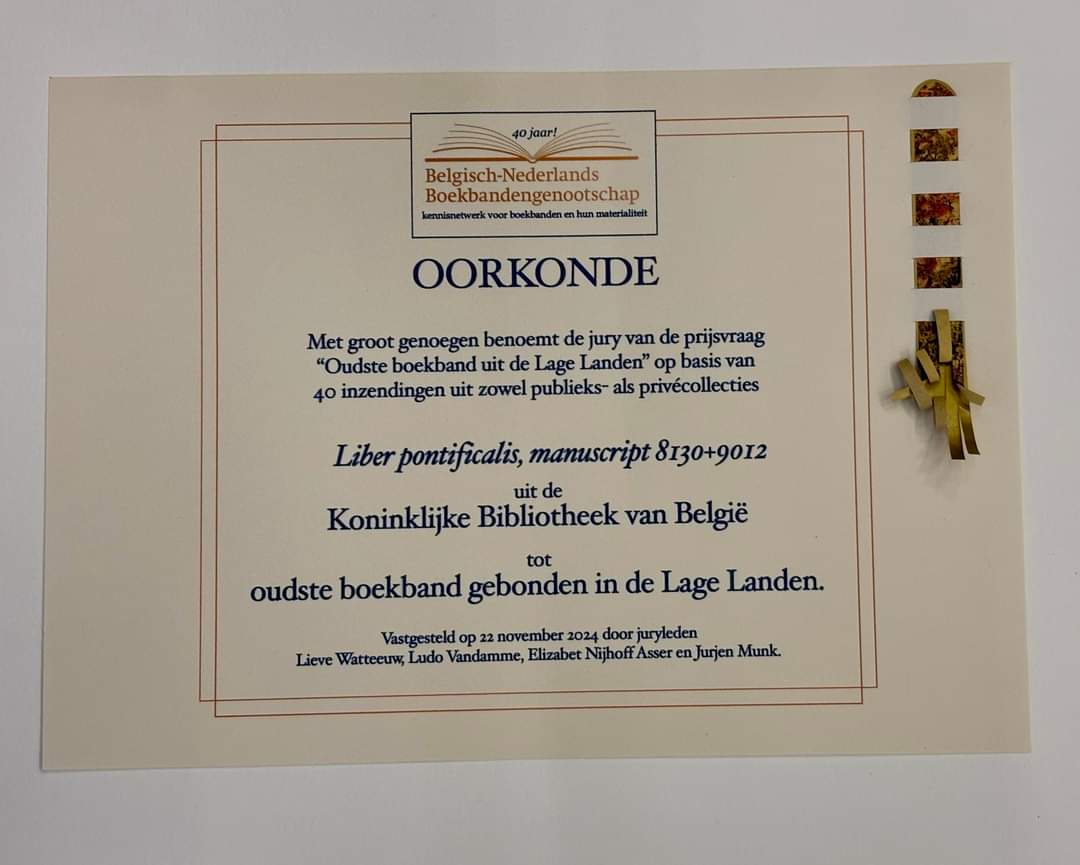 40 jaar!
Belgisch-Nederlands
Boekbandengenootschap
kennisnetwerk voor boekbanden en hun materialiteit
OORKONDE
Met groot genoegen benoemt de jury van de prijsvraag
“Oudste boekband uit de Lage Landen” op basis van
40 inzendingen uit zowel publieks- als privécollecties
Liber pontificalis, manuscript 8130+9012
uit de
Koninklijke Bibliotheek van België
tot
oudste boekband gebonden in de Lage Landen.
Vastgesteld op 22 november 2024 door juryleden
Lieve Watteeuw, Ludo Vandamme, Elizabet Nijhoff Asser en Jurjen Munk.